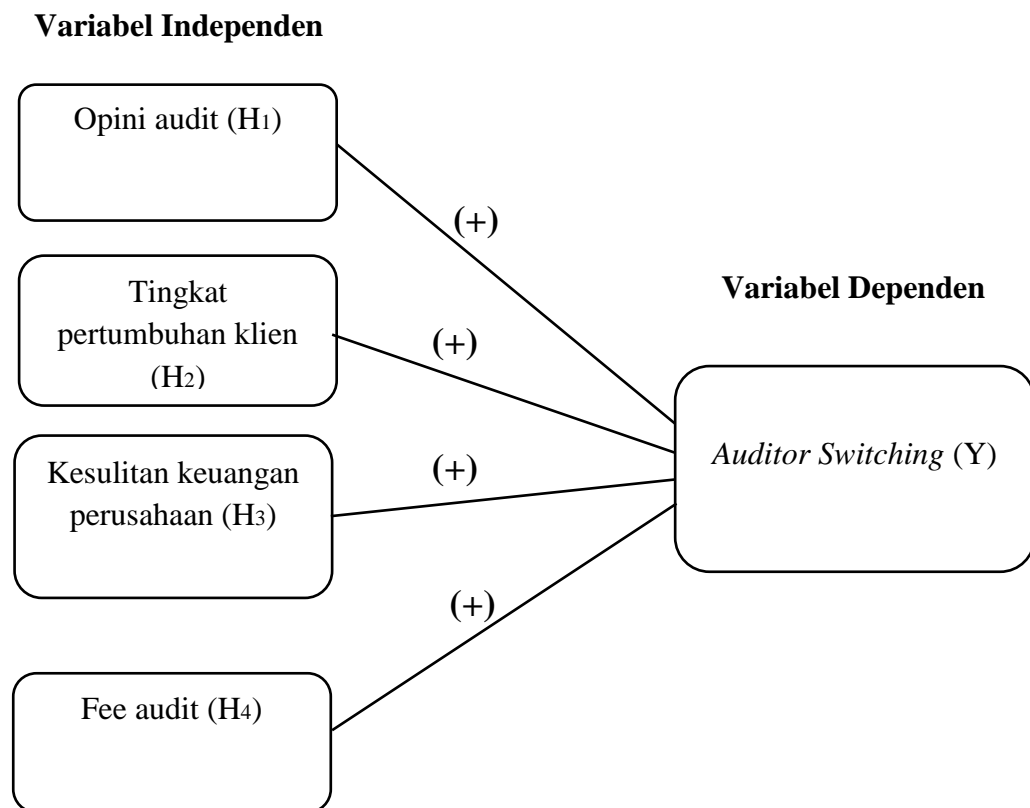 Variabel Independen
Opini audit (H1)
(+)
Tingkat
pertumbuhan klien
(H2)
(+)
Variabel Dependen
Auditor Switching (Y)
Kesulitan keuangan
perusahaan (H3)
(+)
(+)
Fee audit (H4)